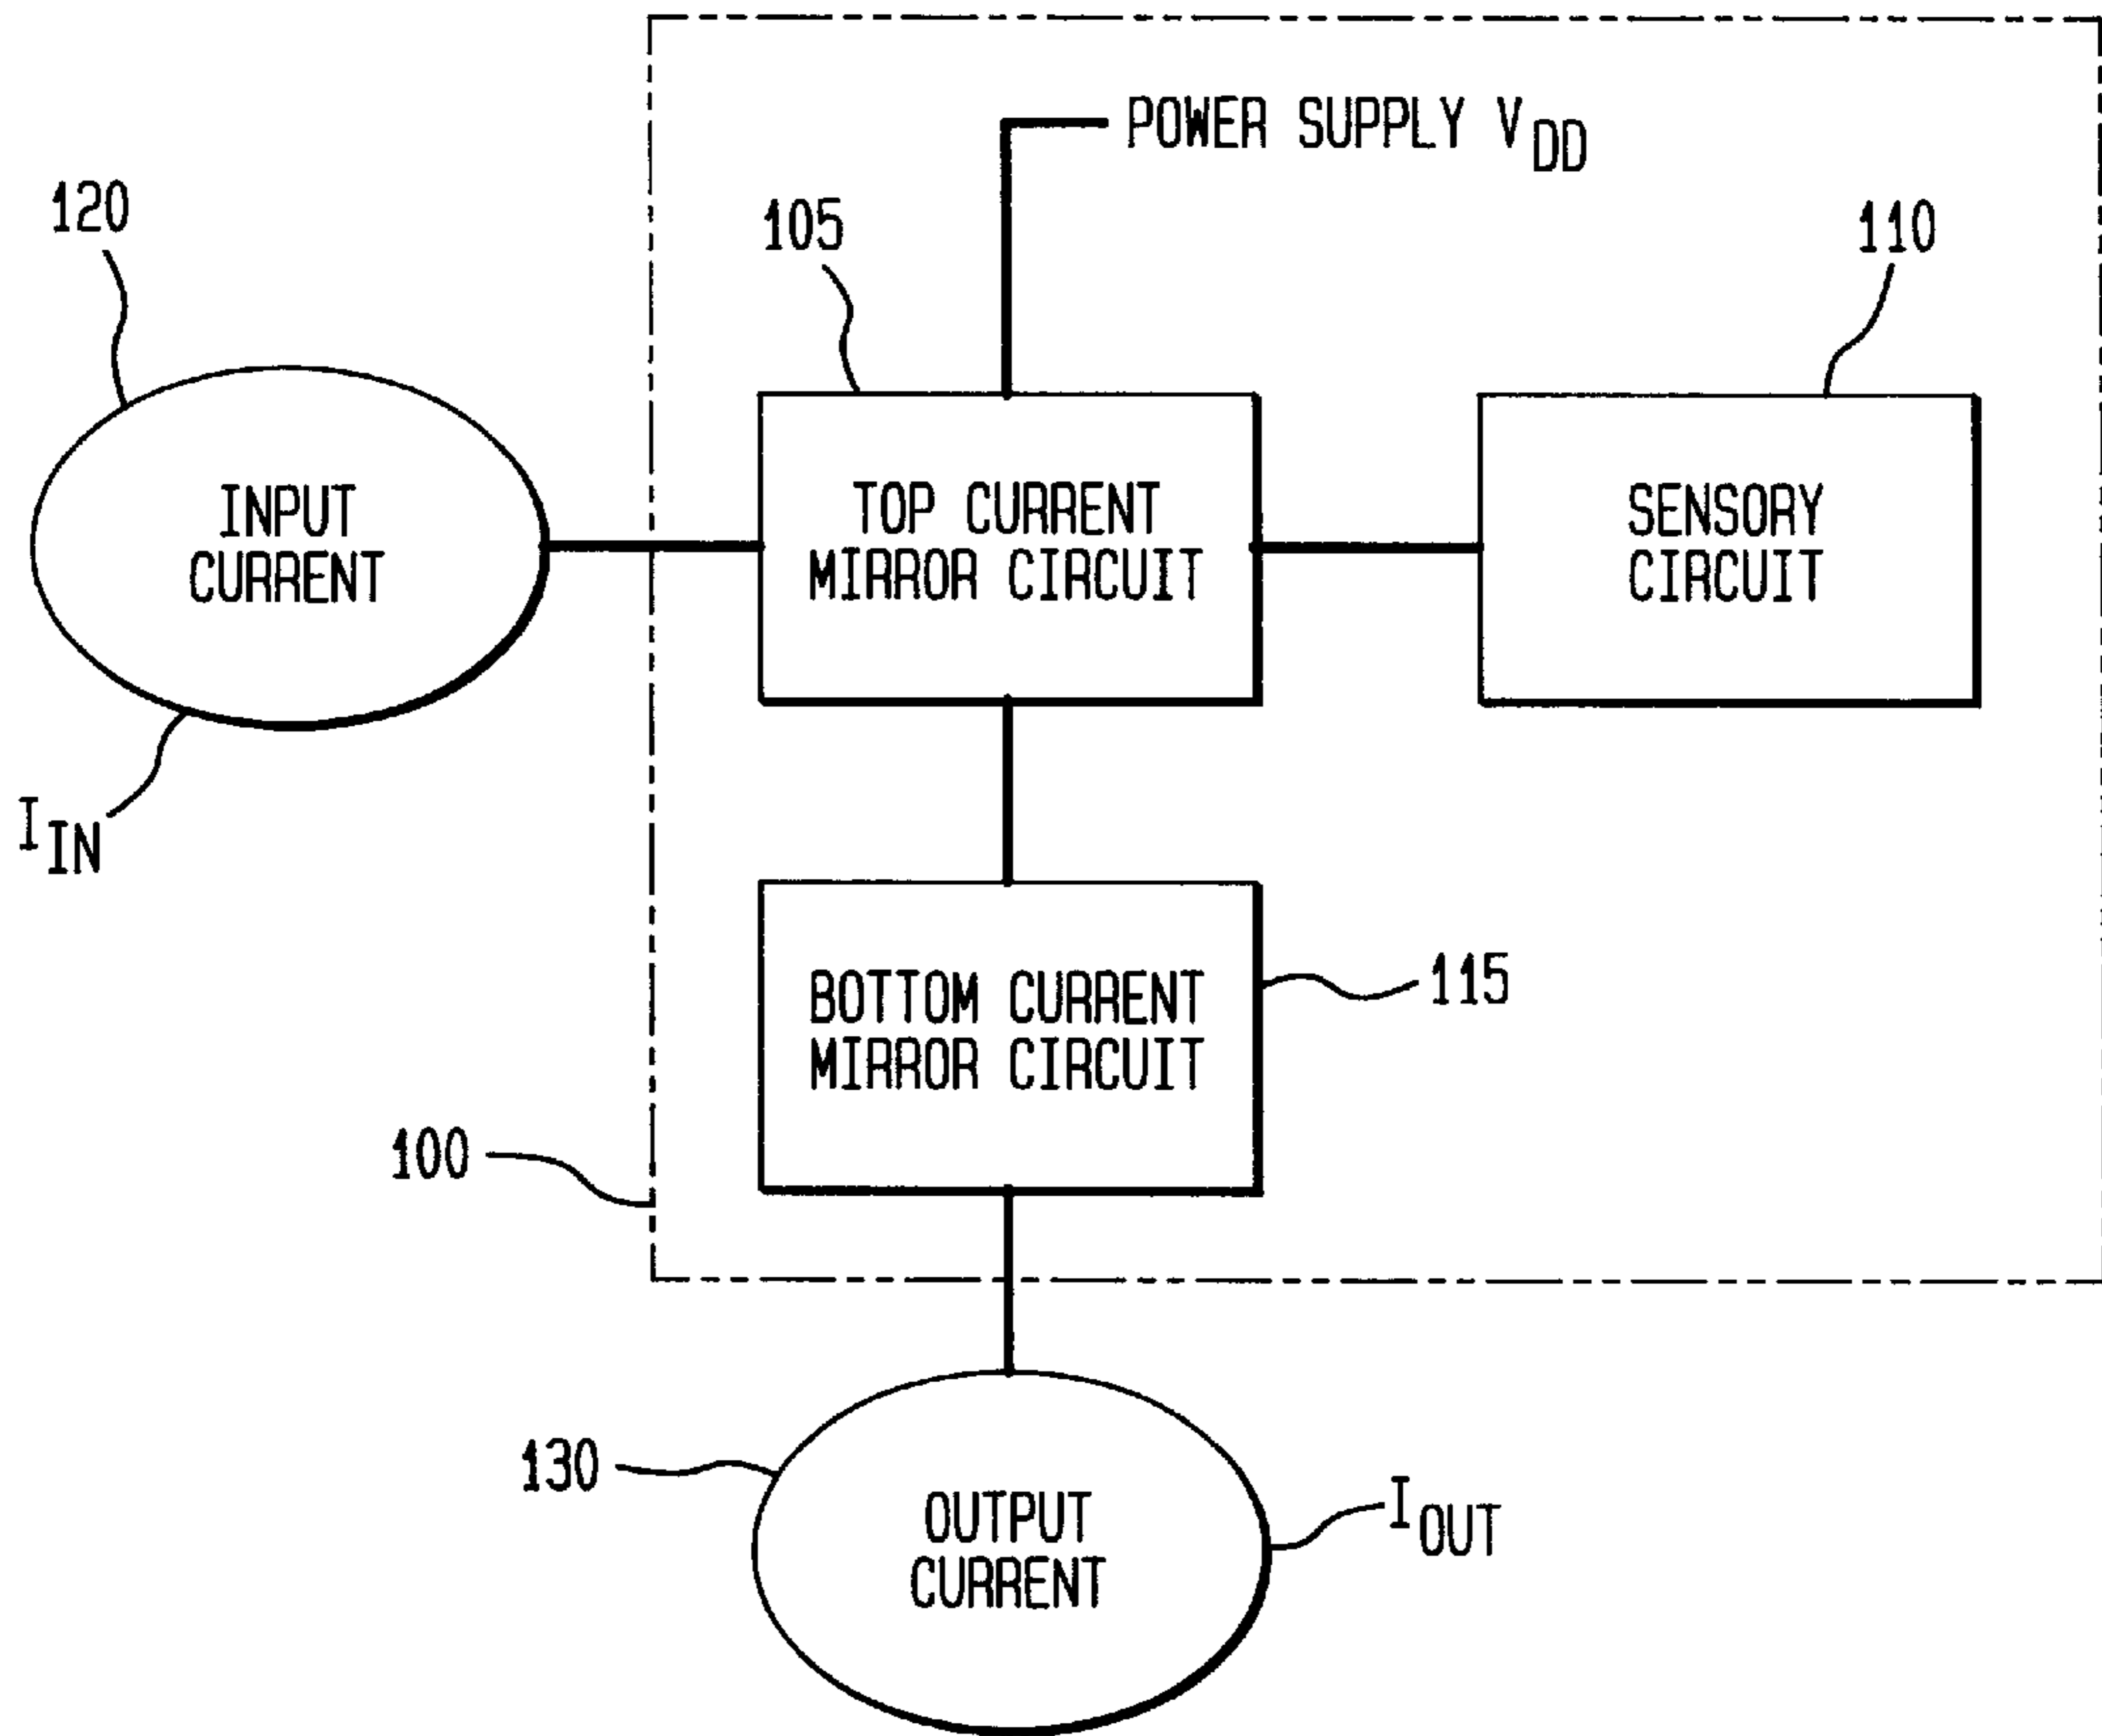 POWER SUPPLY VDD
120
105
110
INPUT
CURRENT
TOP CURRENT
MIRROR CIRCUIT
SENSORY
CIRCUIT
IIN
BOTTOM CURRENT
MIRROR CIRCUIT
115
100
130
OUTPUT
CURRENT
IOUT